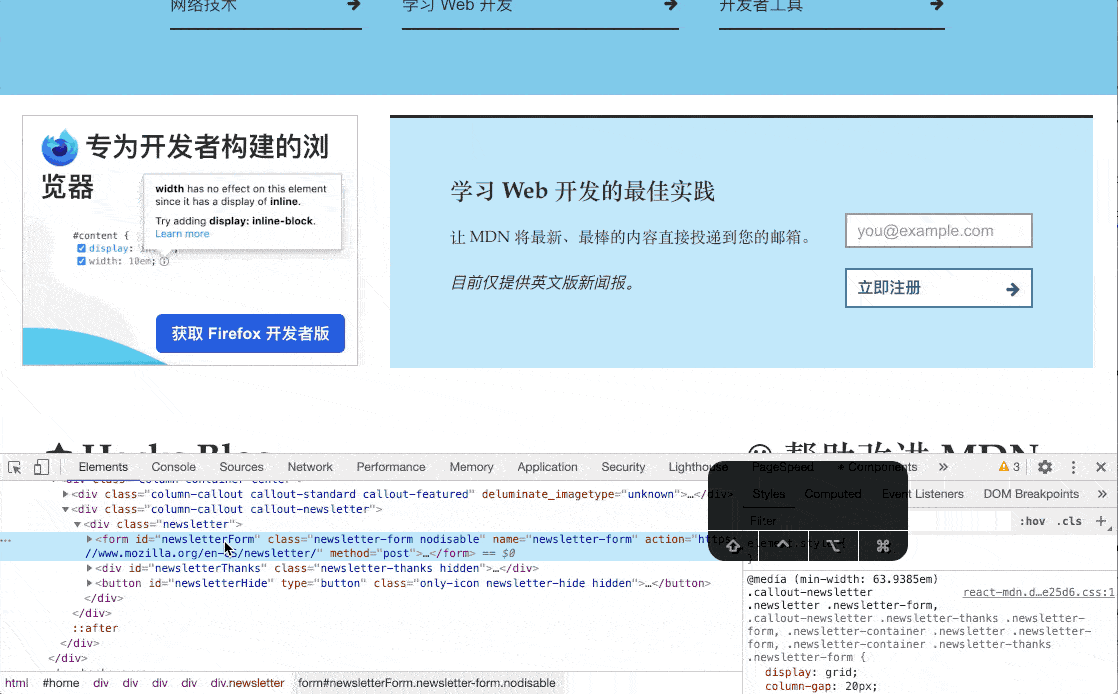 网络技术
学习 Web 开发
开发者工具
专为开发者构建的浏
览器
width has no effect on this element
since it has a display of inline.
Try adding display: inline-block.
Learn more
#content {
display:
width: 10em;
获取 Firefox 开发者版
学习 Web 开发的最佳实践
让 MDN 将最新、最棒的内容直接投递到您的邮箱。
目前仅提供英文版新闻报。
you@example.com
立即注册
Hacks Blog
帮助改进 MDN
Elements Console Sources Network Performance Memory Application Security Lighthouse PageSpeed Components » 3
<div class="column-callout callout-standard callout-featured" deluminate_imagetype="unknown">…</div>
<div class="column-callout callout-newsletter">
<div class="newsletter">
<form id="newsletterForm" class="newsletter-form nodisable" name="newsletter-form" action="https:
//www.mozilla.org/en-US/newsletter/" method="post">…</form> == $0
<div id="newsletterThanks" class="newsletter-thanks hidden">…</div>
<button id="newsletterHide" type="button" class="only-icon newsletter-hide hidden">…</button>
</div>
</div>
::after
</div>
</div>
html #home div div div div div.newsletter form#newsletterForm.newsletter-form.nodisable
Styles Computed Event Listeners DOM Breakpoints »
Filter :hov .cls +
element.style {
}
@media (min-width: 63.9385em)
.callout-newsletter react-mdn.d…e25d6.css:1
.newsletter .newsletter-form,
.callout-newsletter .newsletter-thanks .newsletter-
form, .newsletter-container .newsletter .newsletter-
form, .newsletter-container .newsletter-thanks
.newsletter-form {
display: grid;
column-gap: 20px;